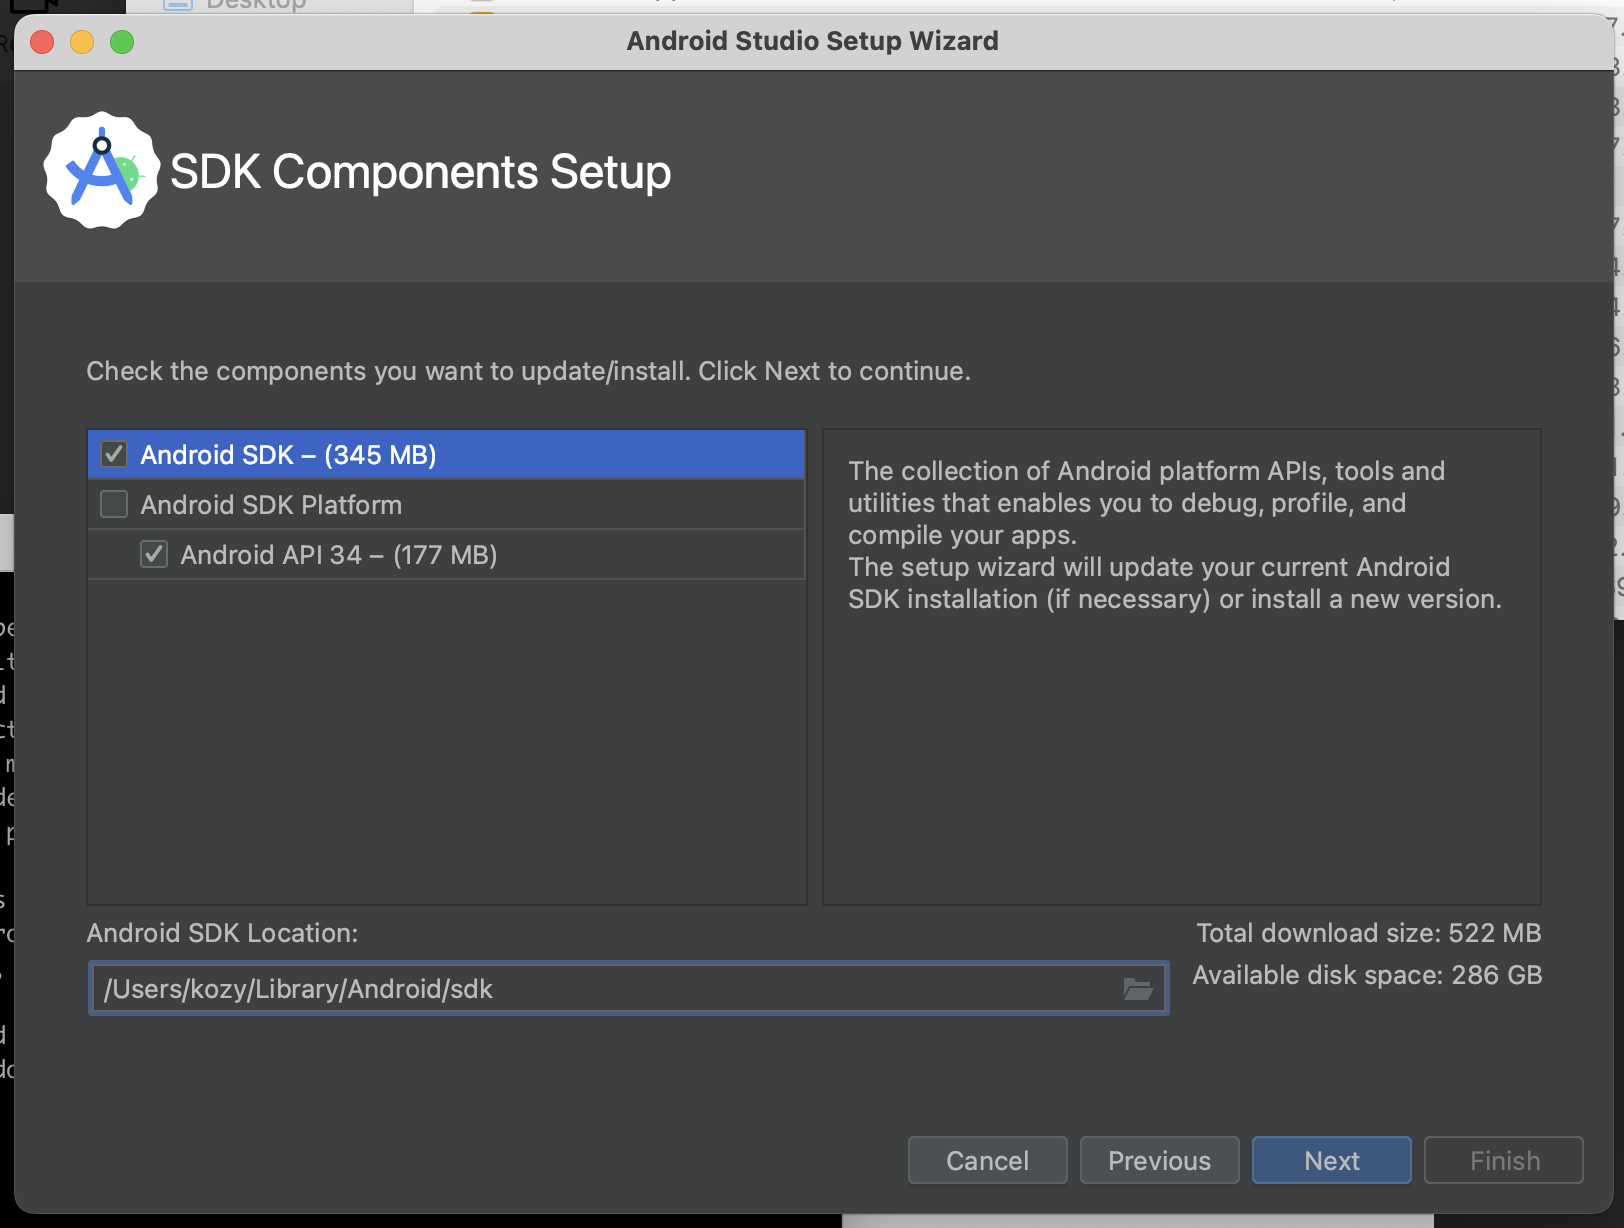 Desktop
Android Studio Setup Wizard
SDK Components Setup
Check the components you want to update/install. Click Next to continue.
Android SDK – (345 MB)
Android SDK Platform
Android API 34 – (177 MB)
The collection of Android platform APIs, tools and
utilities that enables you to debug, profile, and
compile your apps.
The setup wizard will update your current Android
SDK installation (if necessary) or install a new version.
Android SDK Location:
/Users/kozy/Library/Android/sdk
Total download size: 522 MB
Available disk space: 286 GB
Cancel
Previous
Next
Finish